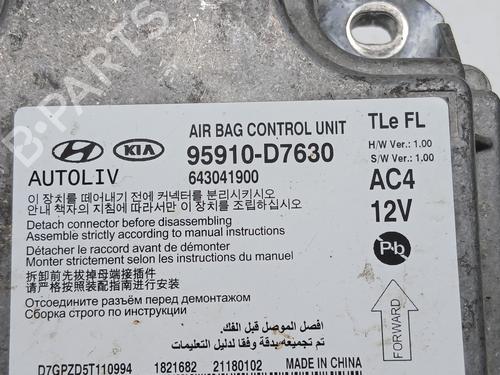 AIR BAG CONTROL UNIT
TLe FL
HYUNDAI KIA
95910-D7630
H/W Ver.: 1.00
S/W Ver.: 1.00
AUTOLIV
643041900
AC4
12V
이 장치를 떼어내기 전에 커넥터를 분리시키시오
안내 책자의 지침에 따라서만 이 장치를 조립하십시오
Detach connector before disassembling
Assemble strictly according to manual instructions
Détacher le raccord avant de démonter
Monter strictement selon les instructions du manuel
Pb
拆卸前先拔掉母端接插件
请严格按照装配指南进行安装
Отсоедините разъём перед демонтажом
Сборка строго по инструкции
FORWARD
افصل الموصل قبل الفك.
تم تجميعه بدقة وفقا لدليل التعليمات
D7GPZD5T110994
1821682
21180102
MADE IN CHINA
B-PARTS